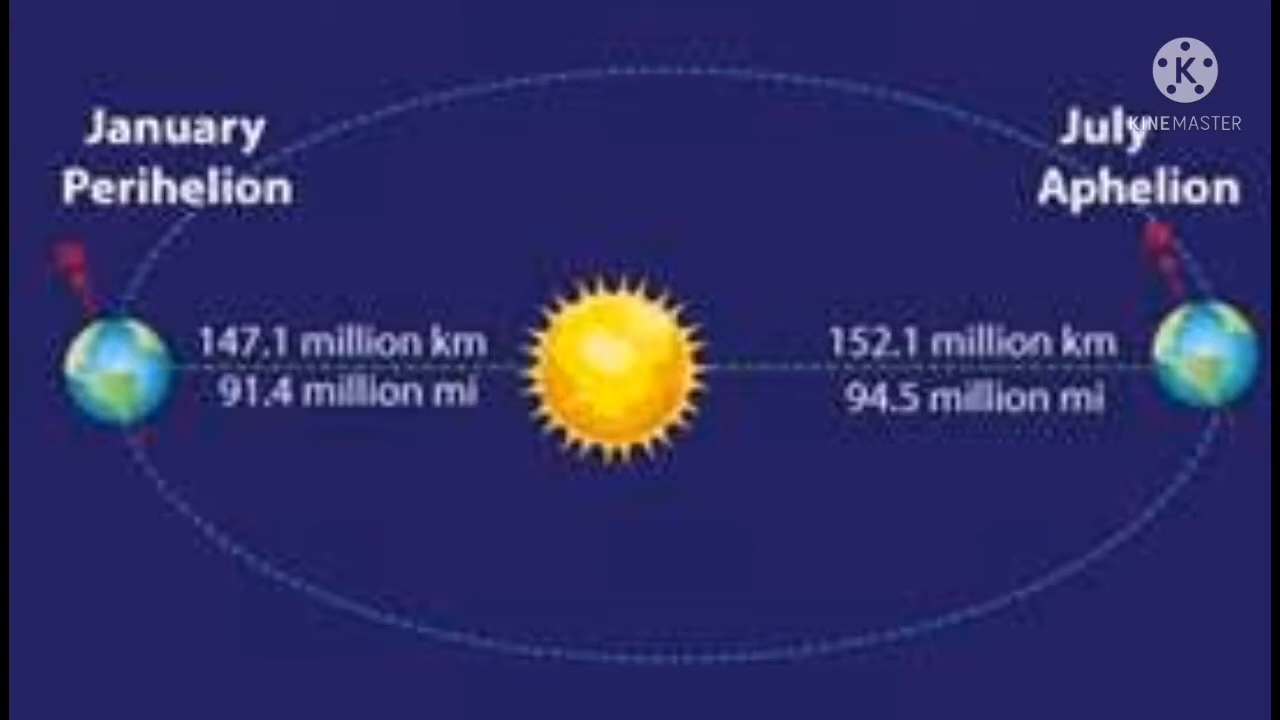 January
Perihelion
147.1 million km
91.4 million mi
July
Aphelion
152.1 million km
94.5 million mi
K
KINEMASTER